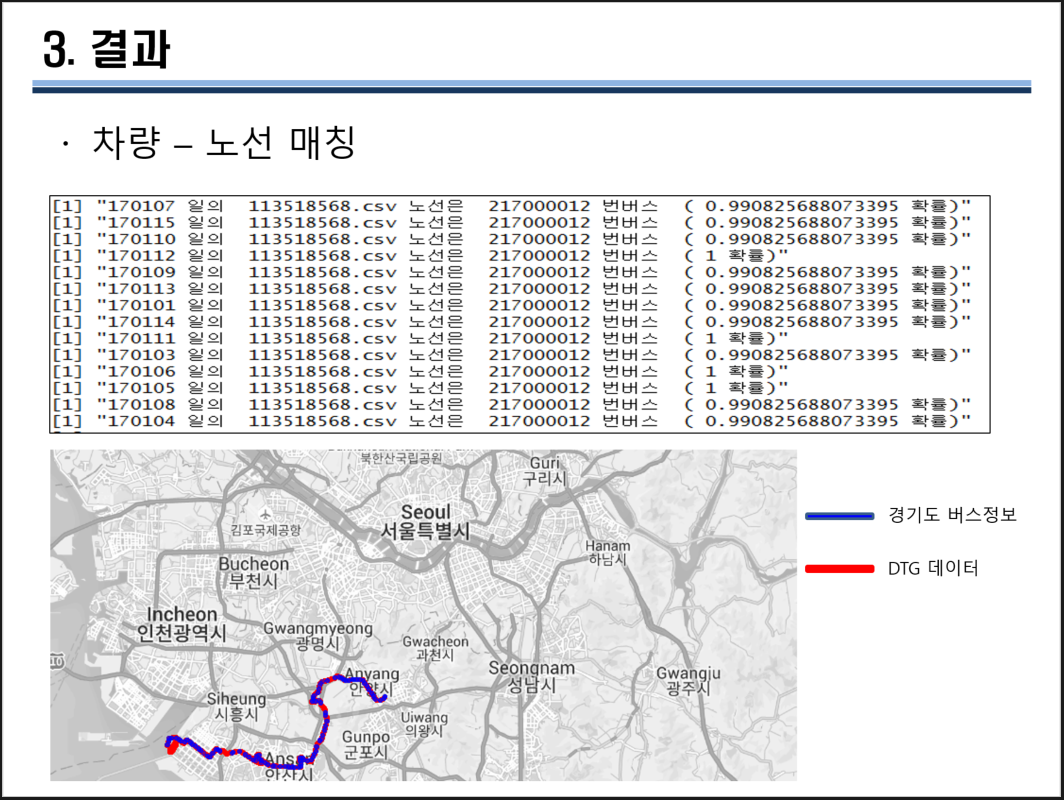 3. 결과
· 차량 – 노선 매칭
[1] "170107 일의 113518568.csv 노선은 217000012 번버스 ( 0.990825688073395 확률)"
[1] "170115 일의 113518568.csv 노선은 217000012 번버스 ( 0.990825688073395 확률)"
[1] "170110 일의 113518568.csv 노선은 217000012 번버스 ( 0.990825688073395 확률)"
[1] "170112 일의 113518568.csv 노선은 217000012 번버스 ( 1 확률)"
[1] "170109 일의 113518568.csv 노선은 217000012 번버스 ( 0.990825688073395 확률)"
[1] "170113 일의 113518568.csv 노선은 217000012 번버스 ( 0.990825688073395 확률)"
[1] "170101 일의 113518568.csv 노선은 217000012 번버스 ( 0.990825688073395 확률)"
[1] "170114 일의 113518568.csv 노선은 217000012 번버스 ( 0.990825688073395 확률)"
[1] "170111 일의 113518568.csv 노선은 217000012 번버스 ( 1 확률)"
[1] "170103 일의 113518568.csv 노선은 217000012 번버스 ( 0.990825688073395 확률)"
[1] "170106 일의 113518568.csv 노선은 217000012 번버스 ( 1 확률)"
[1] "170105 일의 113518568.csv 노선은 217000012 번버스 ( 1 확률)"
[1] "170108 일의 113518568.csv 노선은 217000012 번버스 ( 0.990825688073395 확률)"
[1] "170104 일의 113518568.csv 노선은 217000012 번버스 ( 0.990825688073395 확률)"
북한산국립공원
Guri
구리시
Seoul
서울특별시
김포국제공항
Hanam
하남시
Bucheon
부천시
Incheon
인천광역시
Gwangmyeong
광명시
Gwacheon
과천시
Seongnam
성남시
Gwangju
광주시
Anyang
안양시
Siheung
시흥시
Uiwang
의왕시
Gunpo
군포시
Ansan
안산시
경기도 버스정보
DTG 데이터